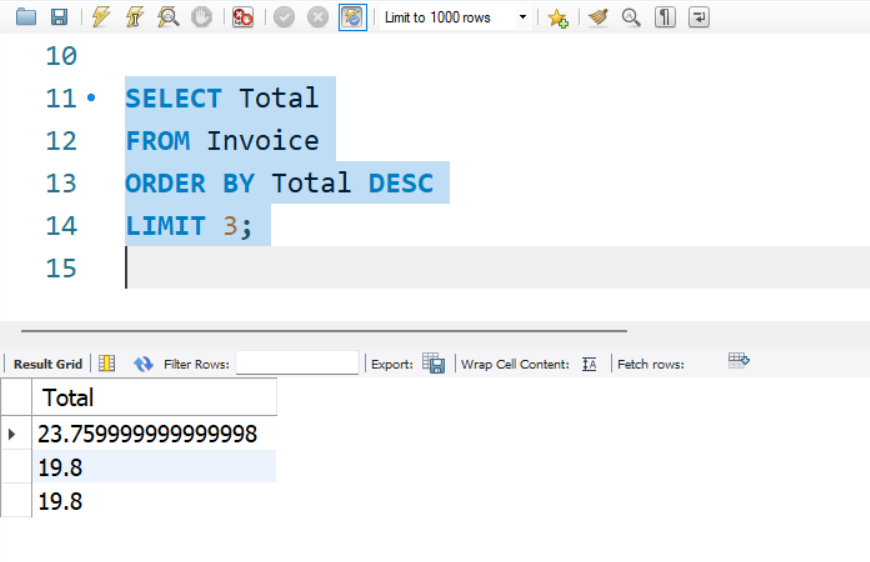 Limit to 1000 rows
10
11 SELECT Total
12 FROM Invoice
13 ORDER BY Total DESC
14 LIMIT 3;
15
Result Grid Filter Rows: Export: Wrap Cell Content: Fetch rows:
Total
23.759999999999998
19.8
19.8